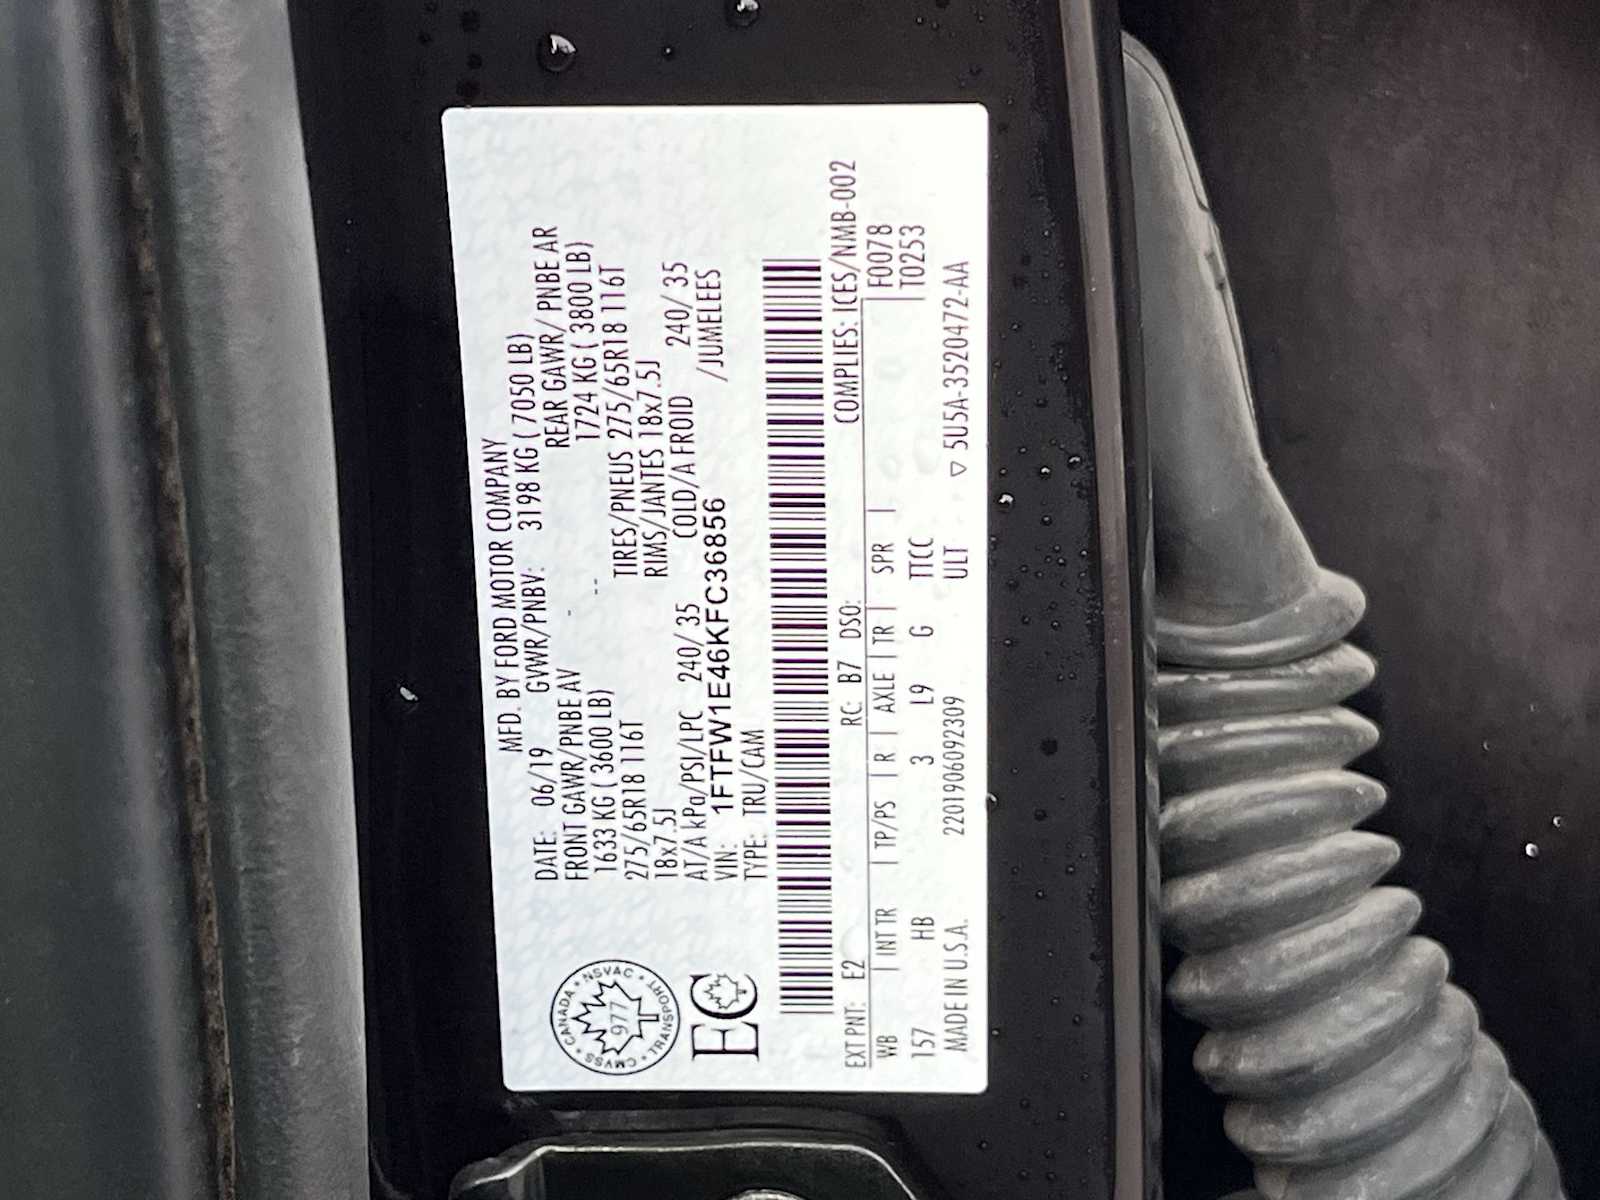 MFD. BY FORD MOTOR COMPANY
DATE: 06/19 GVWR/PNBV: 3198 KG ( 7050 LB)
FRONT GAWR/PNBE AV - REAR GAWR/ PNBE AR
1633 KG ( 3600 LB) -- 1724 KG ( 3800 LB)
275/65R18 116T TIRES/PNEUS 275/65R18 116T
18x7.5J RIMS/JANTES 18x7.5J
AT/A kPa/PSI/LPC 240/ 35 COLD/A FROID 240/ 35
VIN: 1FTFW1E46KFC36856 /JUMELEES
TYPE: TRU/CAM
CANADA • NSVAC • TRANSPORT • CMVSS •
977
EC
COMPLIES: ICES/NMB-002
EXT PNT: E2 RC: B7 DSO: F0078
WB | INT TR | TP/PS | R | AXLE | TR | SPR | T0253
157 HB 3 L9 G TTCC
MADE IN U.S.A. 2201906092309 ULT ▽ 5U5A-3520472-AA